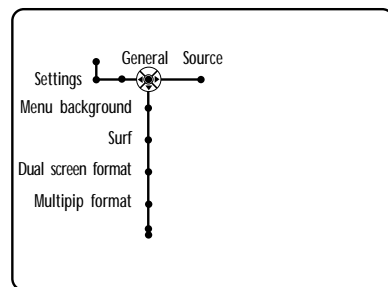 General Source
Settings
Menu background
Surf
Dual screen format
Multipip format